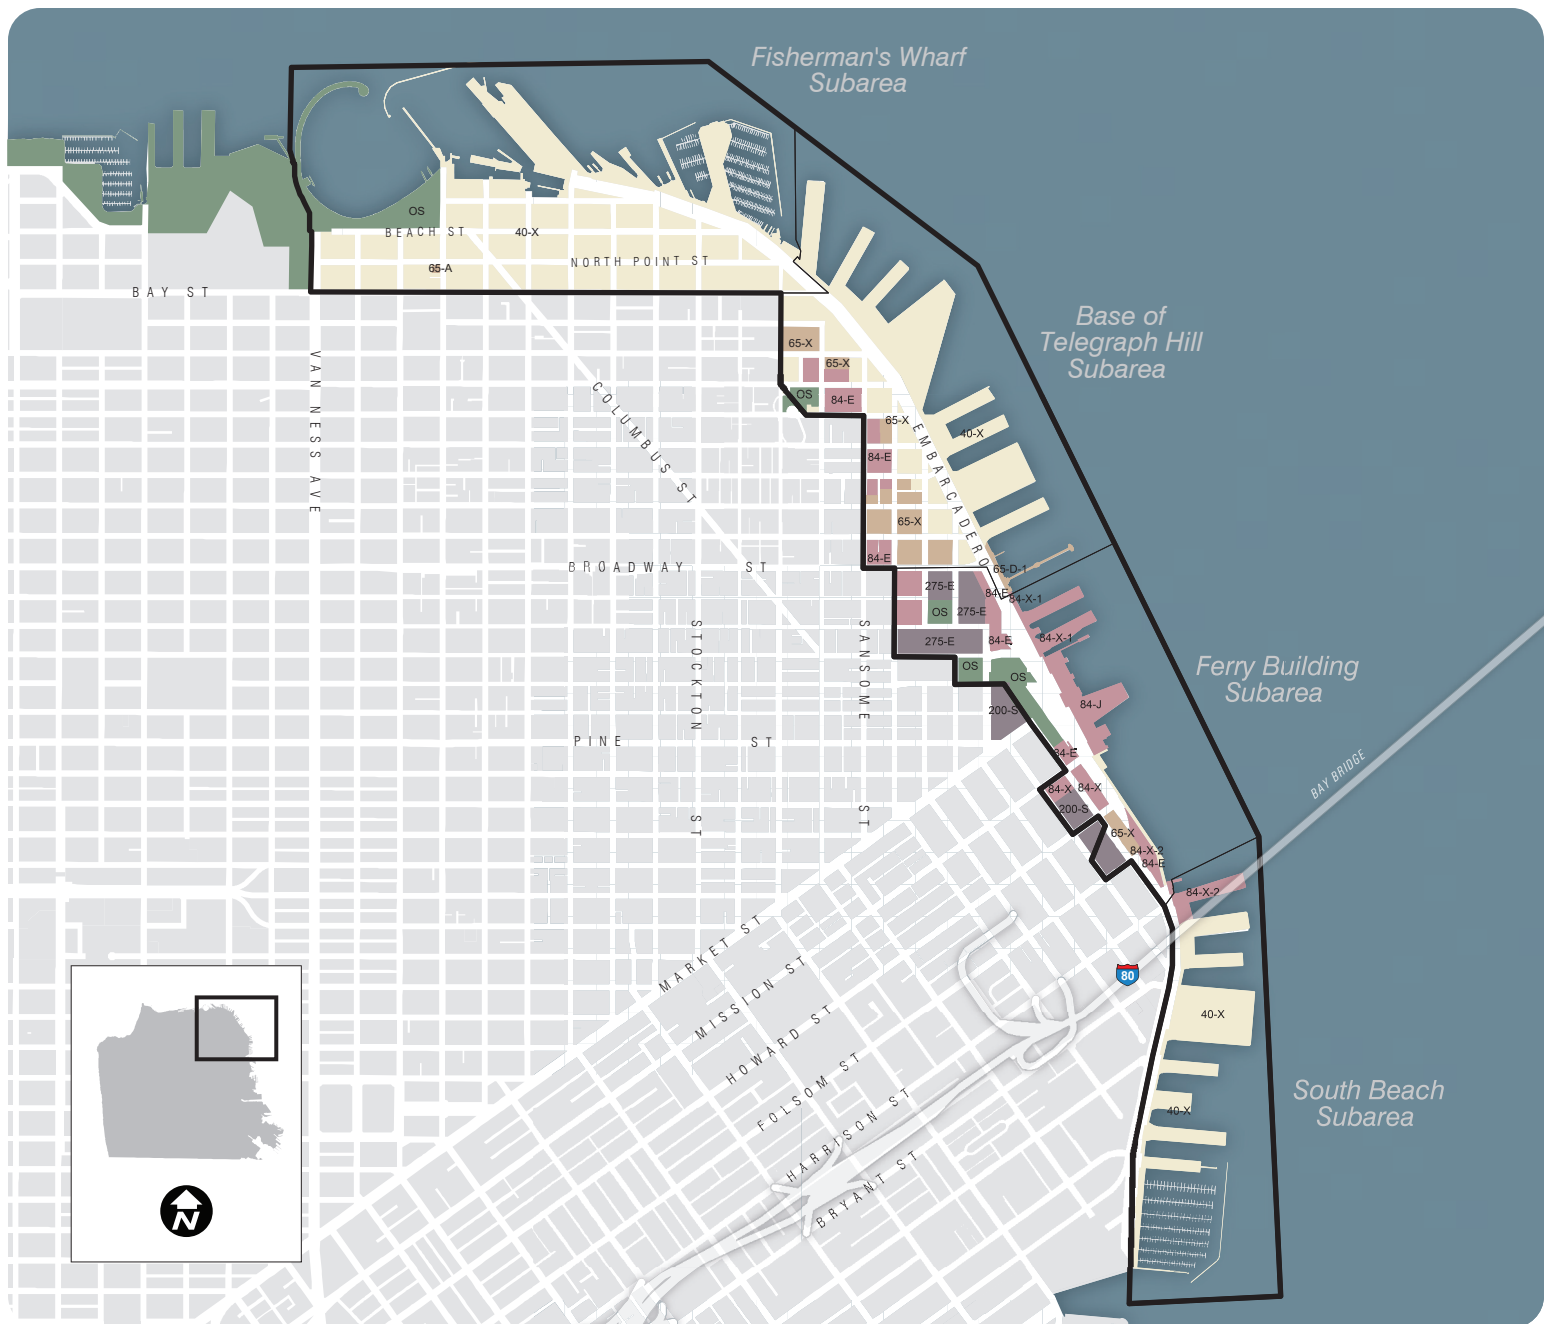 Fisherman's Wharf
Subarea
OS
BEACH ST
40-X
65-A
NORTH POINT ST
BAY ST
Base of
Telegraph Hill
Subarea
65-X
65-X
OS
84-E
VAN NESS AVE
COLUMBUS ST
65-X
EMBARCADERO
40-X
84-E
65-X
84-E
BROADWAY ST
65-D-1
275-E
84-E
84-X-1
OS
275-E
275-E
84-E
84-X-1
STOCKTON ST
SANSOME ST
OS
OS
Ferry Building
Subarea
200-S
84-J
PINE ST
84-E
84-X
84-X
BAY BRIDGE
200-S
65-X
84-X-2
84-E
84-X-2
MARKET ST
MISSION ST
80
HOWARD ST
40-X
FOLSOM ST
HARRISON ST
BRYANT ST
40-X
South Beach
Subarea
N